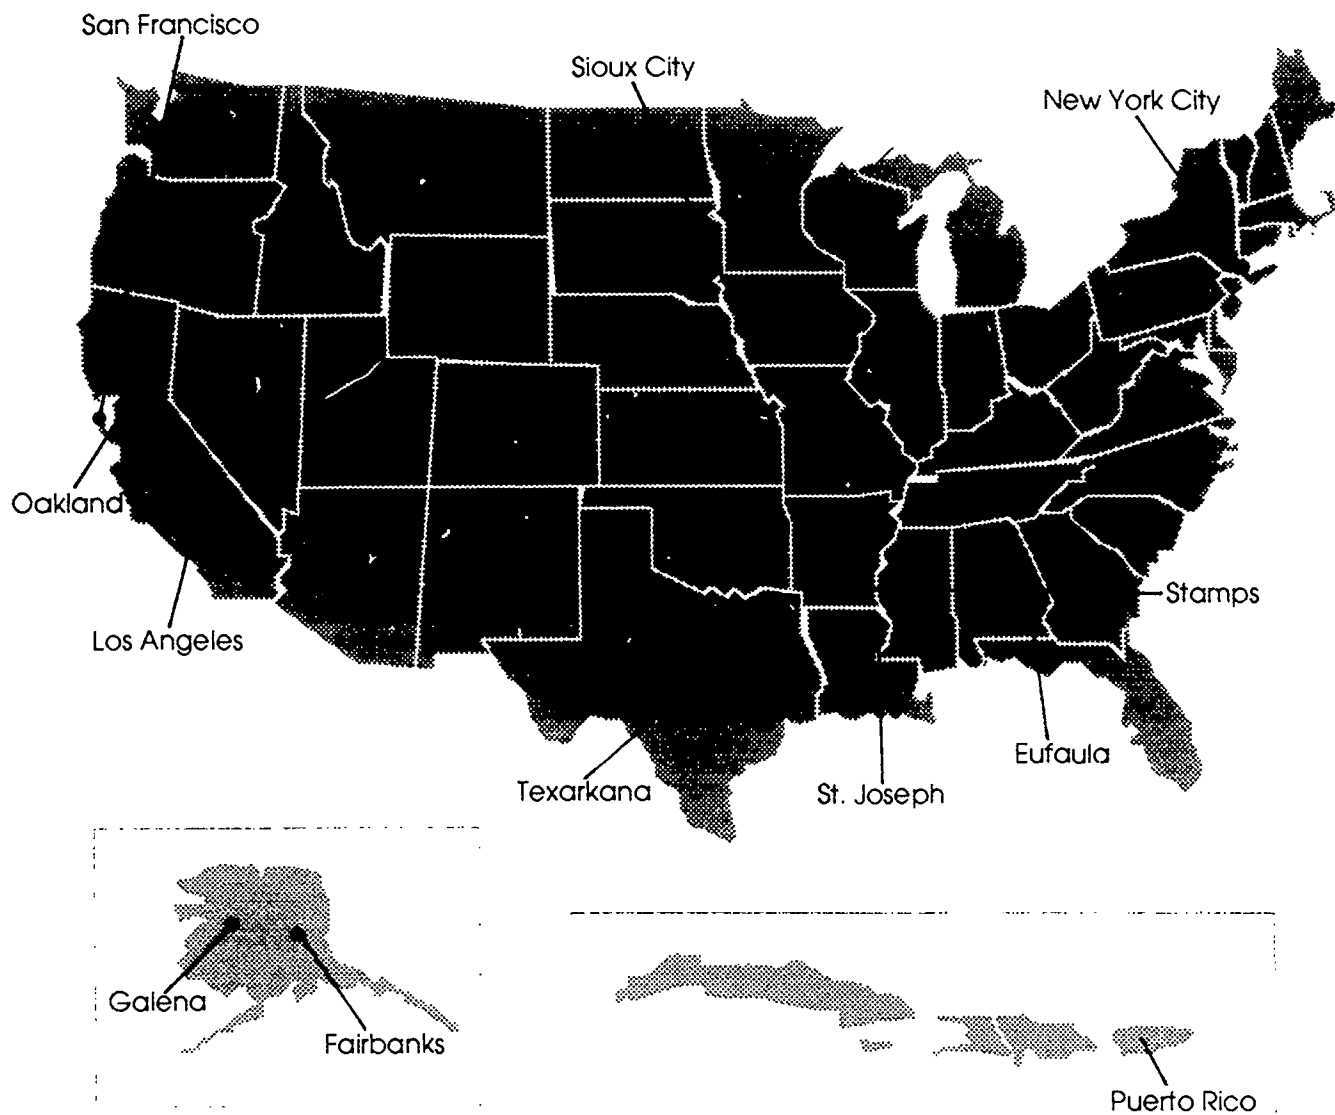 San Francisco
Sioux City
New York City
Oakland
Stamps
Los Angeles
Eufaula
Texarkana
St. Joseph
Galena
Fairbanks
Puerto Rico